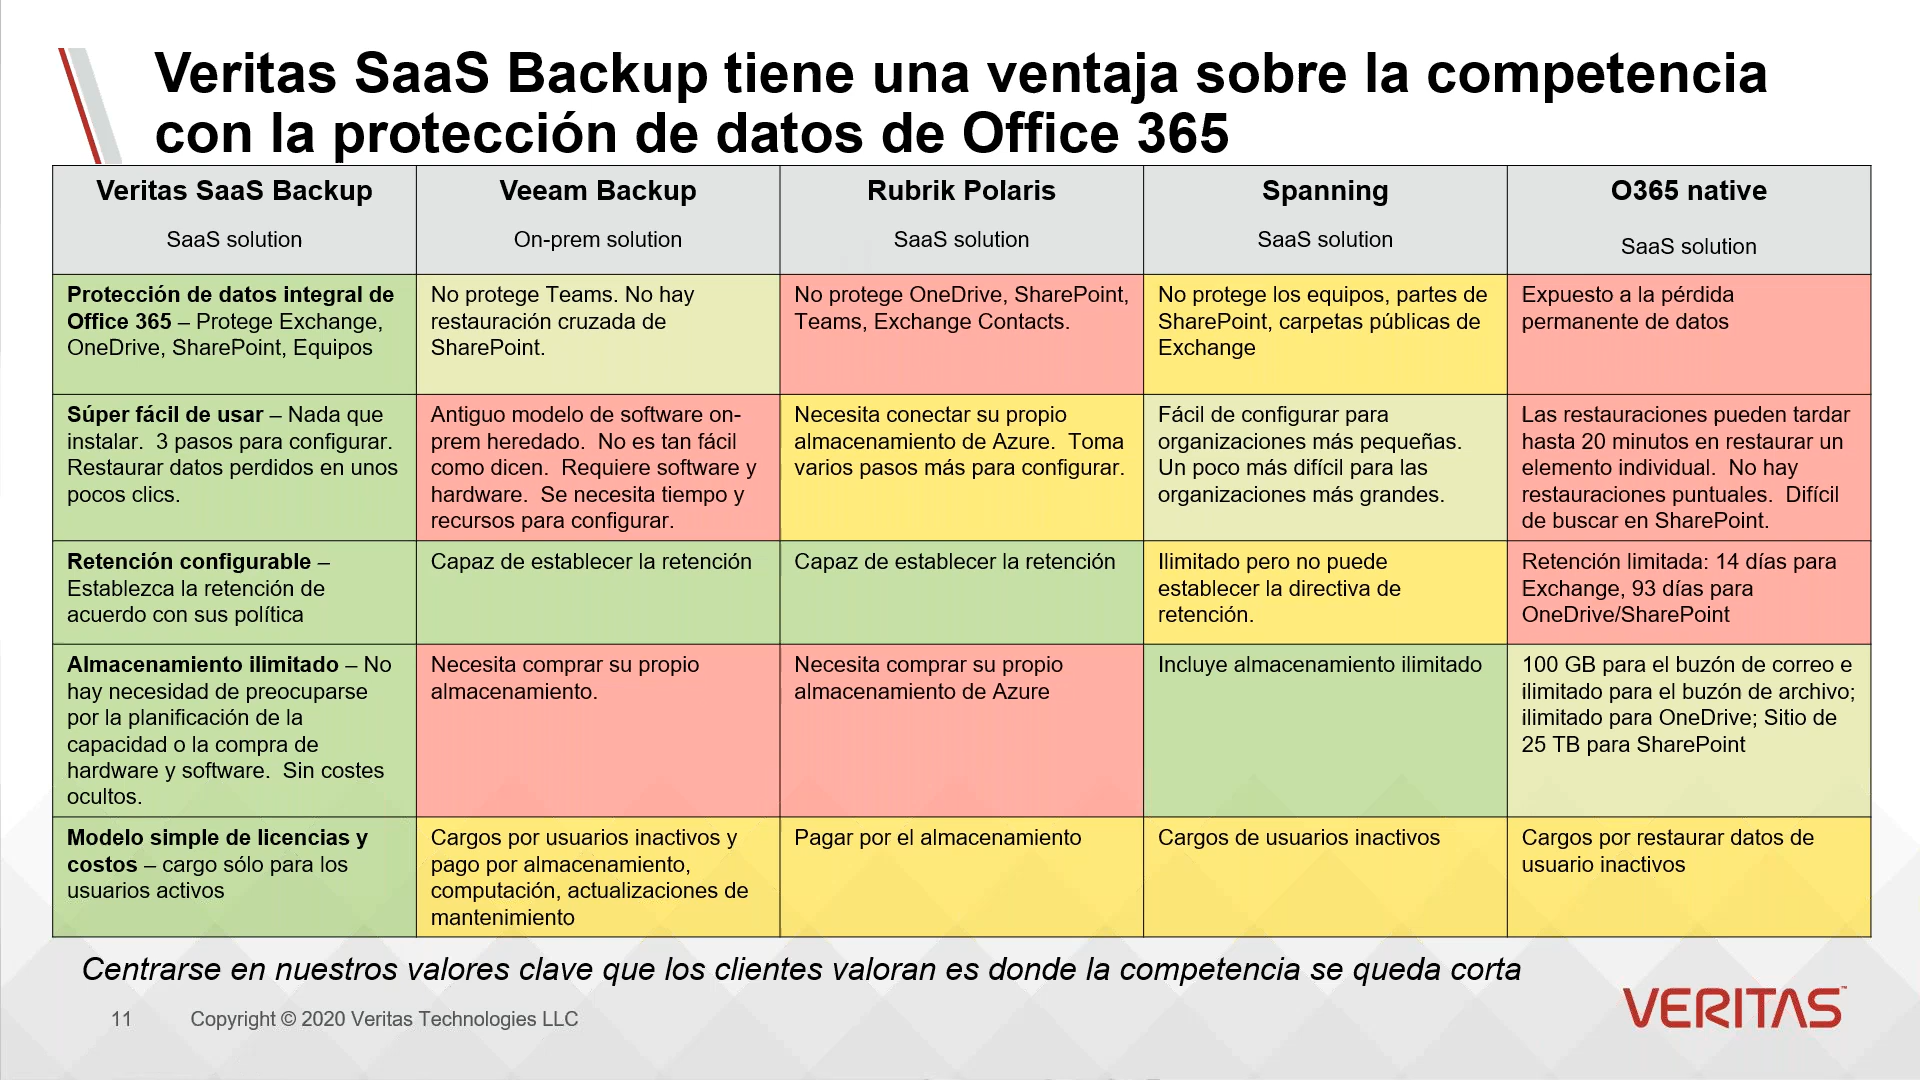 Veritas SaaS Backup tiene una ventaja sobre la competencia
con la protección de datos de Office 365
Veritas SaaS Backup
SaaS solution
Veeam Backup
On-prem solution
Rubrik Polaris
SaaS solution
Spanning
SaaS solution
O365 native
SaaS solution
Protección de datos integral de
Office 365 – Protege Exchange,
OneDrive, SharePoint, Equipos
No protege Teams. No hay
restauración cruzada de
SharePoint.
No protege OneDrive, SharePoint,
Teams, Exchange Contacts.
No protege los equipos, partes de
SharePoint, carpetas públicas de
Exchange
Expuesto a la pérdida
permanente de datos
Súper fácil de usar – Nada que
instalar.  3 pasos para configurar.
Restaurar datos perdidos en unos
pocos clics.
Antiguo modelo de software on-
prem heredado.  No es tan fácil
como dicen.  Requiere software y
hardware.  Se necesita tiempo y
recursos para configurar.
Necesita conectar su propio
almacenamiento de Azure.  Toma
varios pasos más para configurar.
Fácil de configurar para
organizaciones más pequeñas.
Un poco más difícil para las
organizaciones más grandes.
Las restauraciones pueden tardar
hasta 20 minutos en restaurar un
elemento individual.  No hay
restauraciones puntuales.  Difícil
de buscar en SharePoint.
Retención configurable –
Establezca la retención de
acuerdo con sus política
Capaz de establecer la retención
Capaz de establecer la retención
Ilimitado pero no puede
establecer la directiva de
retención.
Retención limitada: 14 días para
Exchange, 93 días para
OneDrive/SharePoint
Almacenamiento ilimitado – No
hay necesidad de preocuparse
por la planificación de la
capacidad o la compra de
hardware y software.  Sin costes
ocultos.
Necesita comprar su propio
almacenamiento.
Necesita comprar su propio
almacenamiento de Azure
Incluye almacenamiento ilimitado
100 GB para el buzón de correo e
ilimitado para el buzón de archivo;
ilimitado para OneDrive; Sitio de
25 TB para SharePoint
Modelo simple de licencias y
costos – cargo sólo para los
usuarios activos
Cargos por usuarios inactivos y
pago por almacenamiento,
computación, actualizaciones de
mantenimiento
Pagar por el almacenamiento
Cargos de usuarios inactivos
Cargos por restaurar datos de
usuario inactivos
Centrarse en nuestros valores clave que los clientes valoran es donde la competencia se queda corta
11
Copyright © 2020 Veritas Technologies LLC
VERITAS™